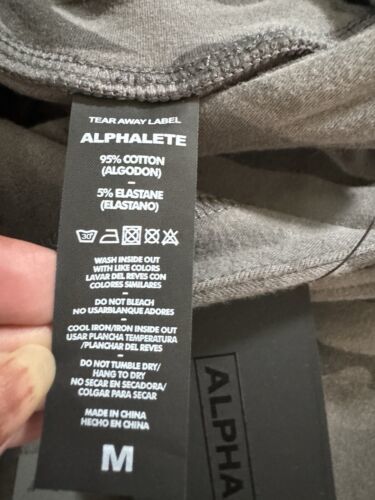 TEAR AWAY LABEL
ALPHALETE
95% COTTON
(ALGODON)
–
5% ELASTANE
(ELASTANO)
30°
WASH INSIDE OUT
WITH LIKE COLORS
LAVAR DEL REVES CON
COLORES SIMILARES
–
DO NOT BLEACH
NO USARBLANQUE ADORES
–
COOL IRON/IRON INSIDE OUT
USAR PLANCHA TEMPERATURA
/PLANCHAR DEL REVES
–
DO NOT TUMBLE DRY/
HANG TO DRY
NO SECAR EN SECADORA/
COLGAR PARA SECAR
MADE IN CHINA
HECHO EN CHINA
M
ALPHA